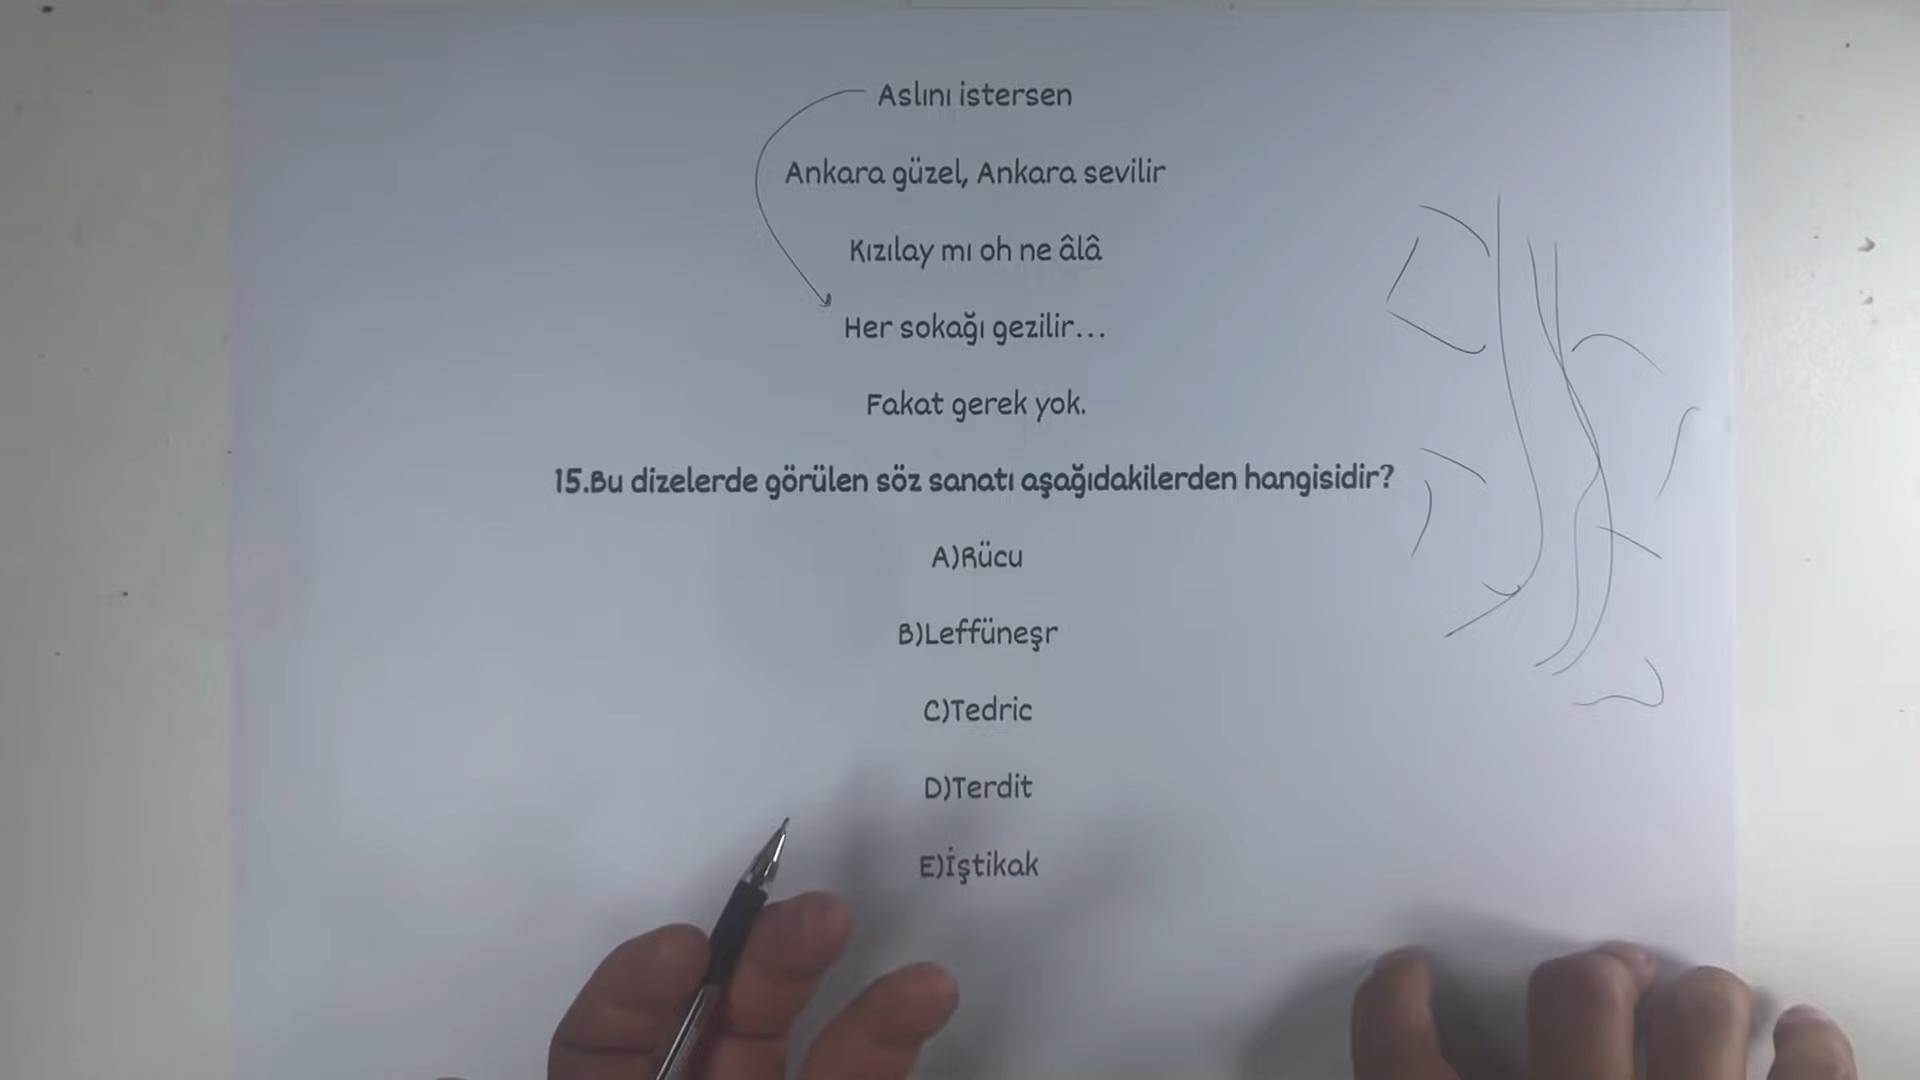 Aslını istersen
Ankara güzel, Ankara sevilir
Kızılay mı oh ne âlâ
Her sokağı gezilir...
Fakat gerek yok.
15.Bu dizelerde görülen söz sanatı aşağıdakilerden hangisidir?
A)Rücu
B)Leffüneşr
C)Tedric
D)Terdit
E)İştikak